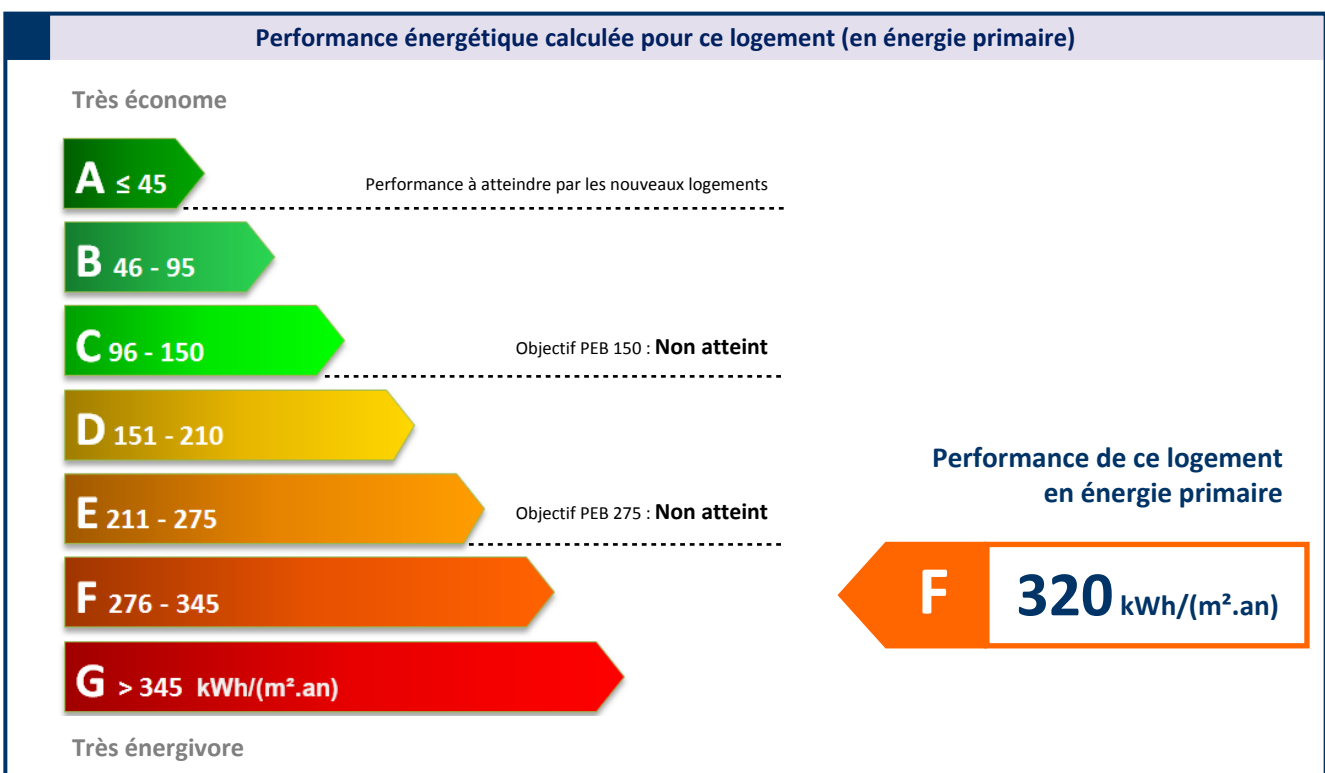 Performance énergétique calculée pour ce logement (en énergie primaire)
Très économe
A ≤ 45
Performance à atteindre par les nouveaux logements
B 46 - 95
C 96 - 150
Objectif PEB 150 : Non atteint
D 151 - 210
Performance de ce logement
en énergie primaire
E 211 - 275
Objectif PEB 275 : Non atteint
F 276 - 345
F 320 kWh/(m².an)
G > 345 kWh/(m².an)
Très énergivore